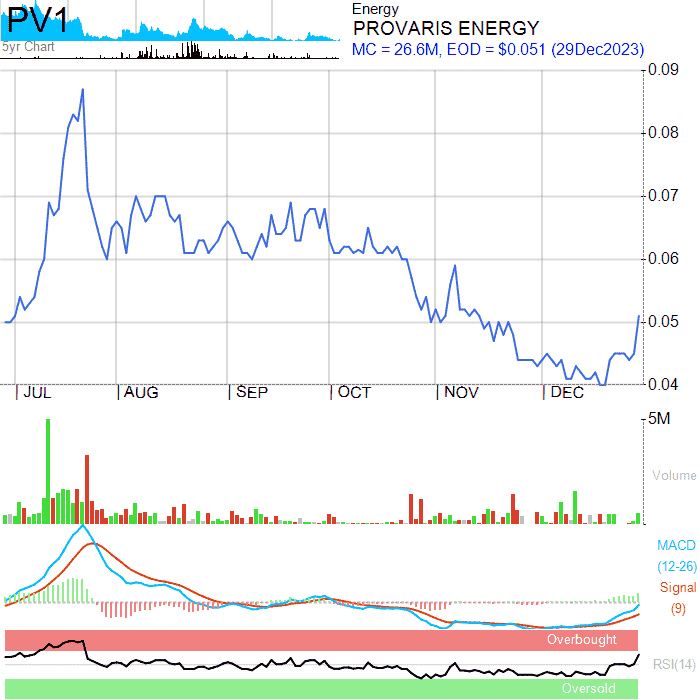 PV1
5yr Chart
Energy
PROVARIS ENERGY
MC = 26.6M, EOD = $0.051 (29Dec2023)
0.09
0.08
0.07
0.06
0.05
0.04
JUL AUG SEP OCT NOV DEC
5M
Volume
MACD
(12-26)
Signal
(9)
Overbought
RSI(14)
Oversold